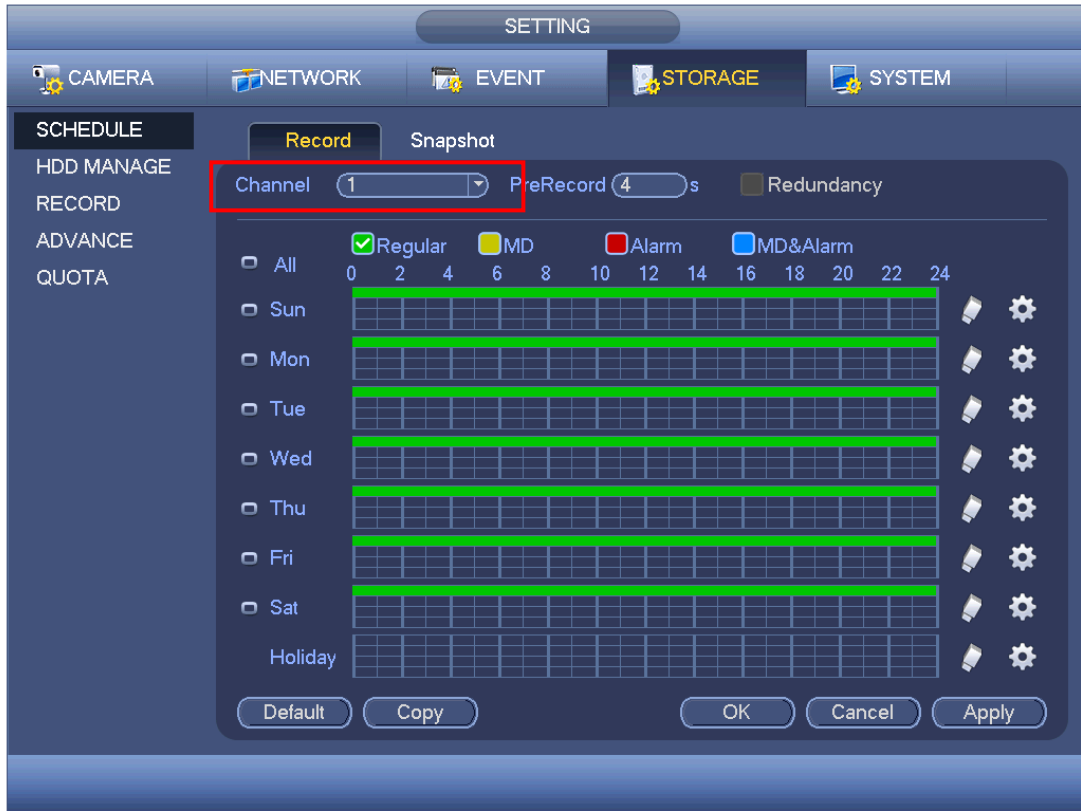 SETTING
CAMERA NETWORK EVENT STORAGE SYSTEM
SCHEDULE
HDD MANAGE
RECORD
ADVANCE
QUOTA
Record Snapshot
Channel 1 PreRecord 4 s Redundancy
Regular MD Alarm MD&Alarm
All 0 2 4 6 8 10 12 14 16 18 20 22 24
Sun
Mon
Tue
Wed
Thu
Fri
Sat
Holiday
Default Copy OK Cancel Apply